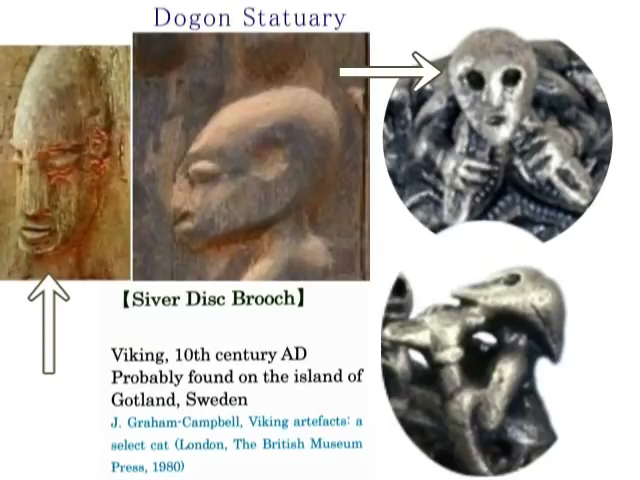 Dogon Statuary
【Siver Disc Brooch】
Viking, 10th century AD
Probably found on the island of
Gotland, Sweden
J. Graham-Campbell, Viking artefacts: a
select cat (London, The British Museum
Press, 1980)